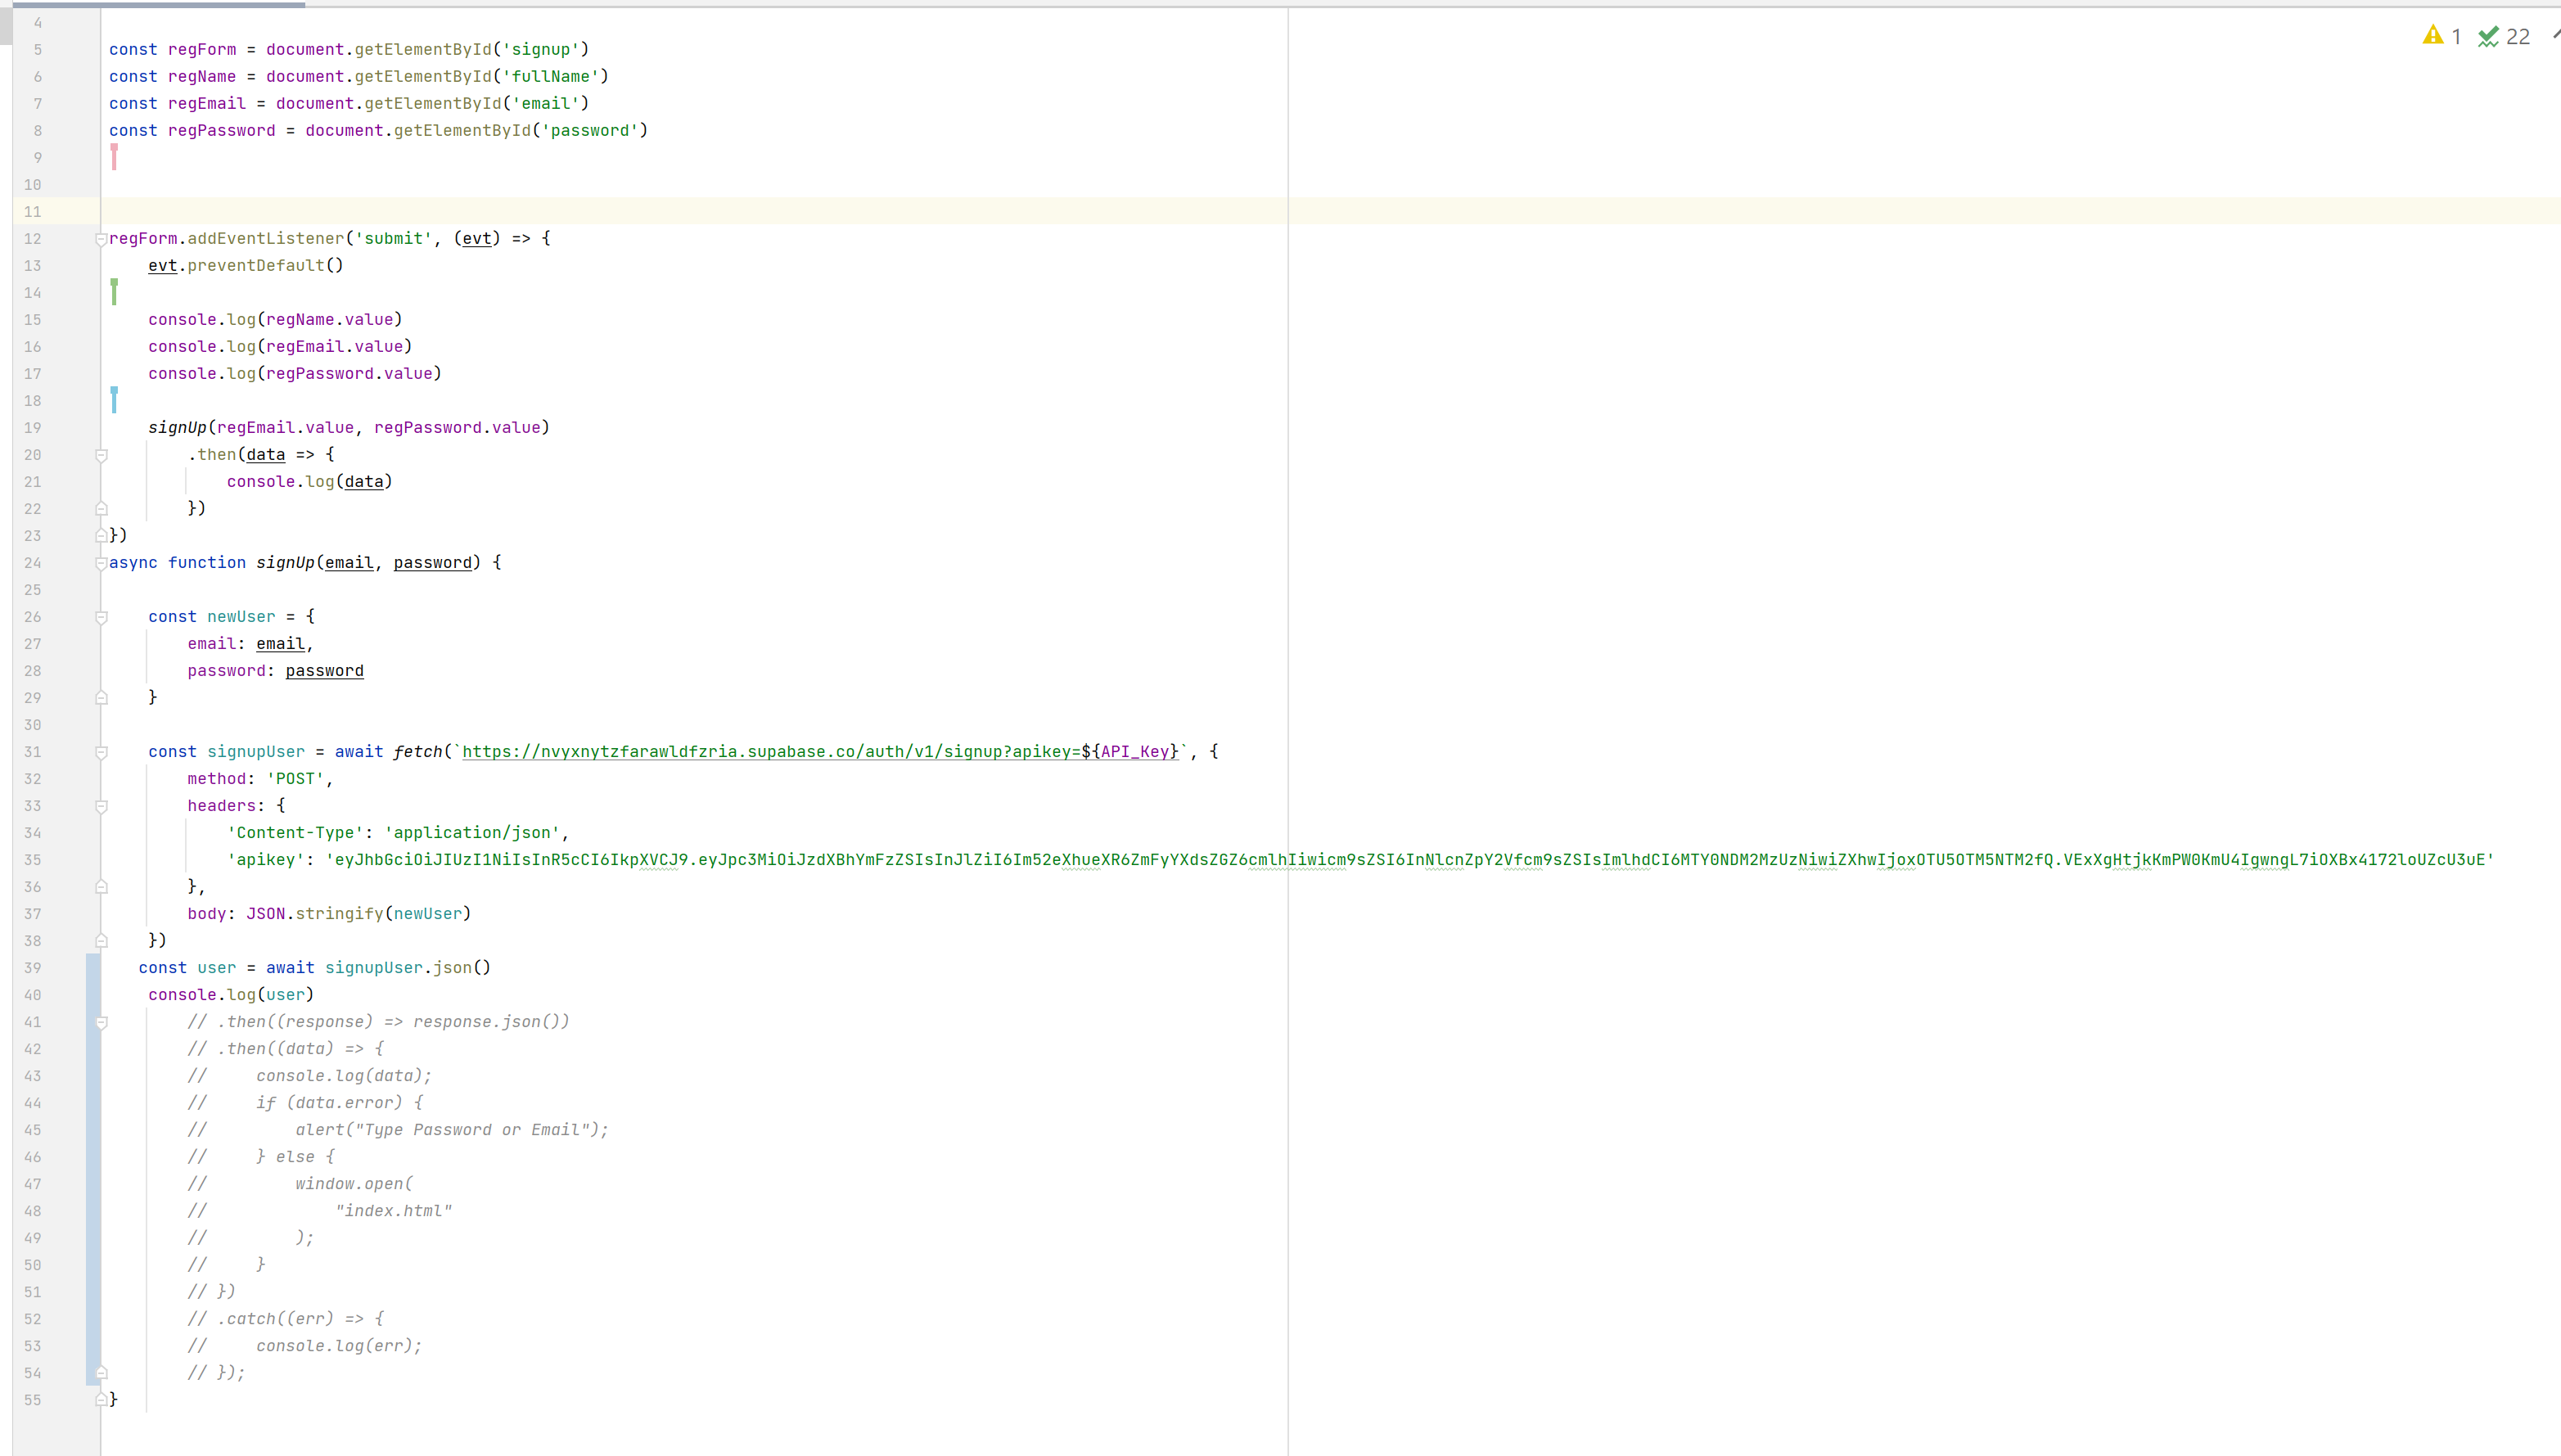 1 22
4
5 const regForm = document.getElementById('signup')
6 const regName = document.getElementById('fullName')
7 const regEmail = document.getElementById('email')
8 const regPassword = document.getElementById('password')
9
10
11
12 regForm.addEventListener('submit', (evt) => {
13     evt.preventDefault()
14
15     console.log(regName.value)
16     console.log(regEmail.value)
17     console.log(regPassword.value)
18
19     signUp(regEmail.value, regPassword.value)
20         .then(data => {
21             console.log(data)
22         })
23 })
24 async function signUp(email, password) {
25
26     const newUser = {
27         email: email,
28         password: password
29     }
30
31     const signupUser = await fetch(`https://nvyxnytzfarawldfzria.supabase.co/auth/v1/signup?apikey=${API_Key}`, {
32         method: 'POST',
33         headers: {
34             'Content-Type': 'application/json',
35             'apikey': 
36         },
37         body: JSON.stringify(newUser)
38     })
39    const user = await signupUser.json()
40     console.log(user)
41         // .then((response) => response.json())
42         // .then((data) => {
43         //     console.log(data);
44         //     if (data.error) {
45         //         alert("Type Password or Email");
46         //     } else {
47         //         window.open(
48         //             "index.html"
49         //         );
50         //     }
51         // })
52         // .catch((err) => {
53         //     console.log(err);
54         // });
55 }